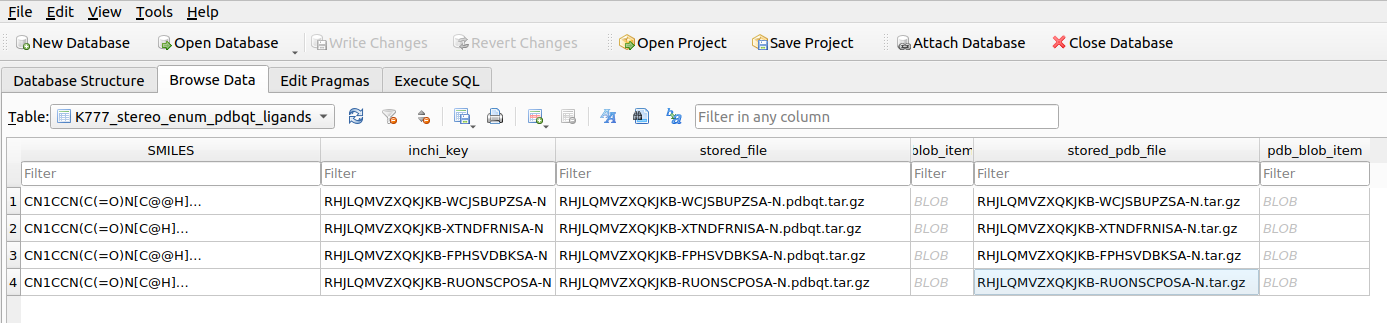 File Edit View Tools Help
New Database Open Database Write Changes Revert Changes Open Project Save Project Attach Database Close Database
Database Structure Browse Data Edit Pragmas Execute SQL
Table: K777_stereo_enum_pdbqt_ligands Filter in any column
SMILES inchi_key stored_file blob_item stored_pdb_file pdb_blob_item
Filter Filter Filter Filter Filter Filter
1 CN1CCN(C(=O)N[C@@H]... RHJLQMVZXQKJKB-WCJSBUPZSA-N RHJLQMVZXQKJKB-WCJSBUPZSA-N.pdbqt.tar.gz BLOB RHJLQMVZXQKJKB-WCJSBUPZSA-N.tar.gz BLOB
2 CN1CCN(C(=O)N[C@H]... RHJLQMVZXQKJKB-XTNDFRNISA-N RHJLQMVZXQKJKB-XTNDFRNISA-N.pdbqt.tar.gz BLOB RHJLQMVZXQKJKB-XTNDFRNISA-N.tar.gz BLOB
3 CN1CCN(C(=O)N[C@@H]... RHJLQMVZXQKJKB-FPHSVDBKSA-N RHJLQMVZXQKJKB-FPHSVDBKSA-N.pdbqt.tar.gz BLOB RHJLQMVZXQKJKB-FPHSVDBKSA-N.tar.gz BLOB
4 CN1CCN(C(=O)N[C@H]... RHJLQMVZXQKJKB-RUONSCPOSA-N RHJLQMVZXQKJKB-RUONSCPOSA-N.pdbqt.tar.gz BLOB RHJLQMVZXQKJKB-RUONSCPOSA-N.tar.gz BLOB